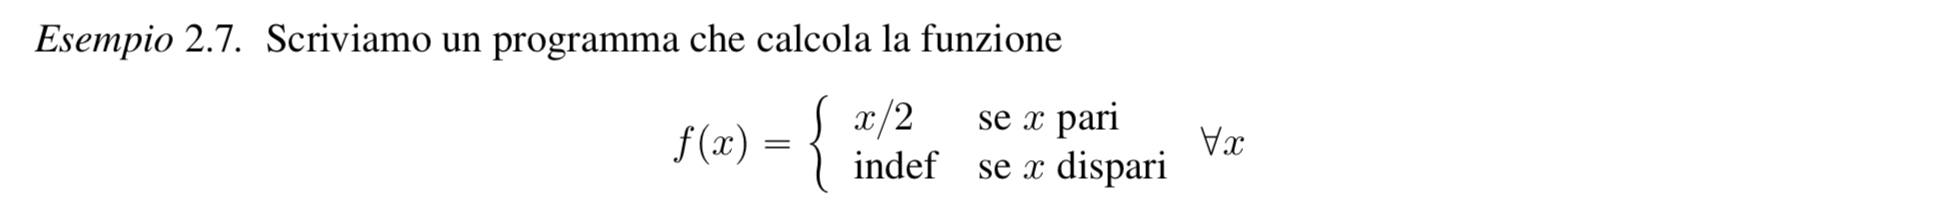 Esempio 2.7. Scriviamo un programma che calcola la funzione
f(x) = { x/2 se x pari
indef se x dispari ∀x